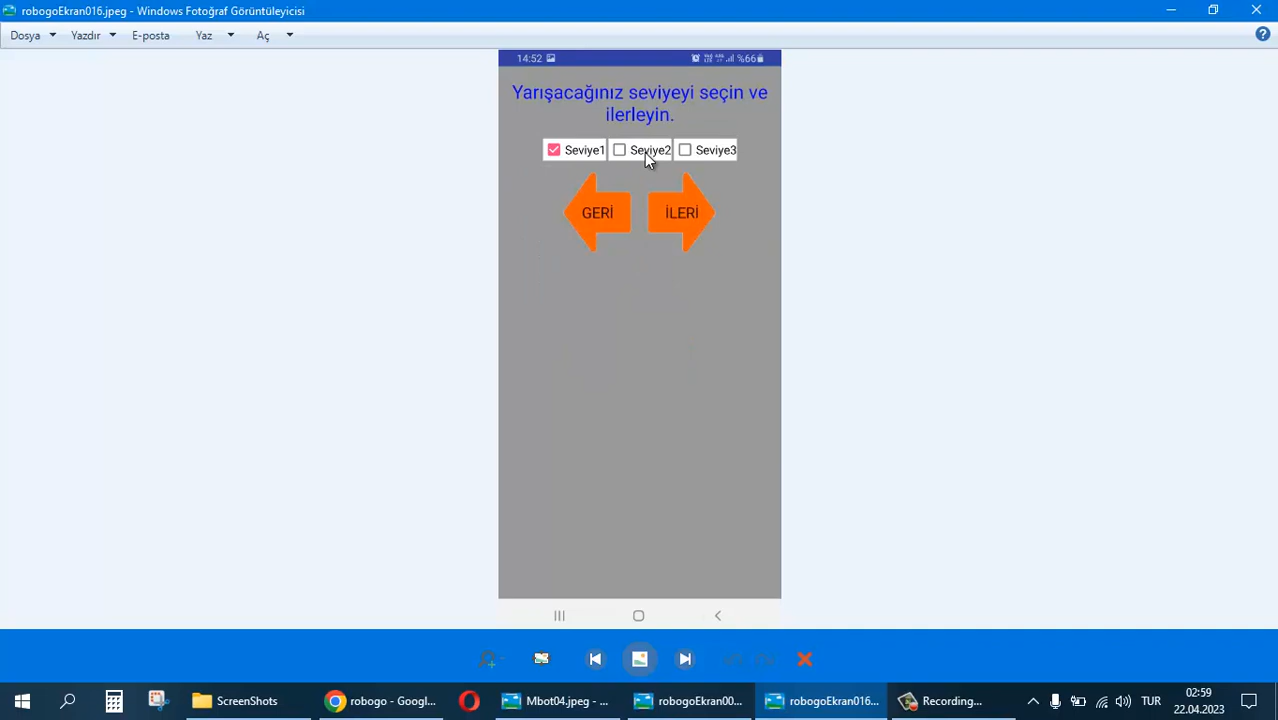 robogoEkran016.jpeg - Windows Fotoğraf Görüntüleyicisi
Dosya Yazdır E-posta Yaz Aç
14:52 %66
Yarışacağınız seviyeyi seçin ve
ilerleyin.
Seviye1 Seviye2 Seviye3
GERİ İLERİ
ScreenShots robogo - Googl... Mbot04.jpeg - ... robogoEkran00... robogoEkran016... Recording... TUR 02:59
22.04.2023